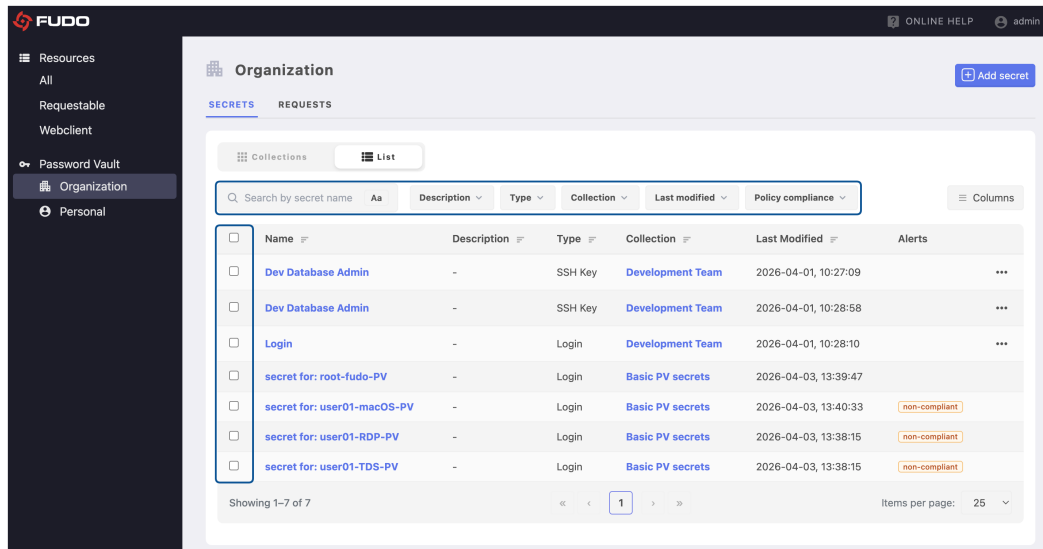 FUDO
ONLINE HELP admin
Resources
All
Requestable
Webclient
Password Vault
Organization
Personal
Organization
Add secret
SECRETS REQUESTS
Collections List
Search by secret name Aa Description Type Collection Last modified Policy compliance Columns
Name Description Type Collection Last Modified Alerts
Dev Database Admin - SSH Key Development Team 2026-04-01, 10:27:09
Dev Database Admin - SSH Key Development Team 2026-04-01, 10:28:58
Login - Login Development Team 2026-04-01, 10:28:10
secret for: root-fudo-PV - Login Basic PV secrets 2026-04-03, 13:39:47
secret for: user01-macOS-PV - Login Basic PV secrets 2026-04-03, 13:40:33 non-compliant
secret for: user01-RDP-PV - Login Basic PV secrets 2026-04-03, 13:38:15 non-compliant
secret for: user01-TDS-PV - Login Basic PV secrets 2026-04-03, 13:38:15 non-compliant
Showing 1–7 of 7 « ‹ 1 › » Items per page: 25